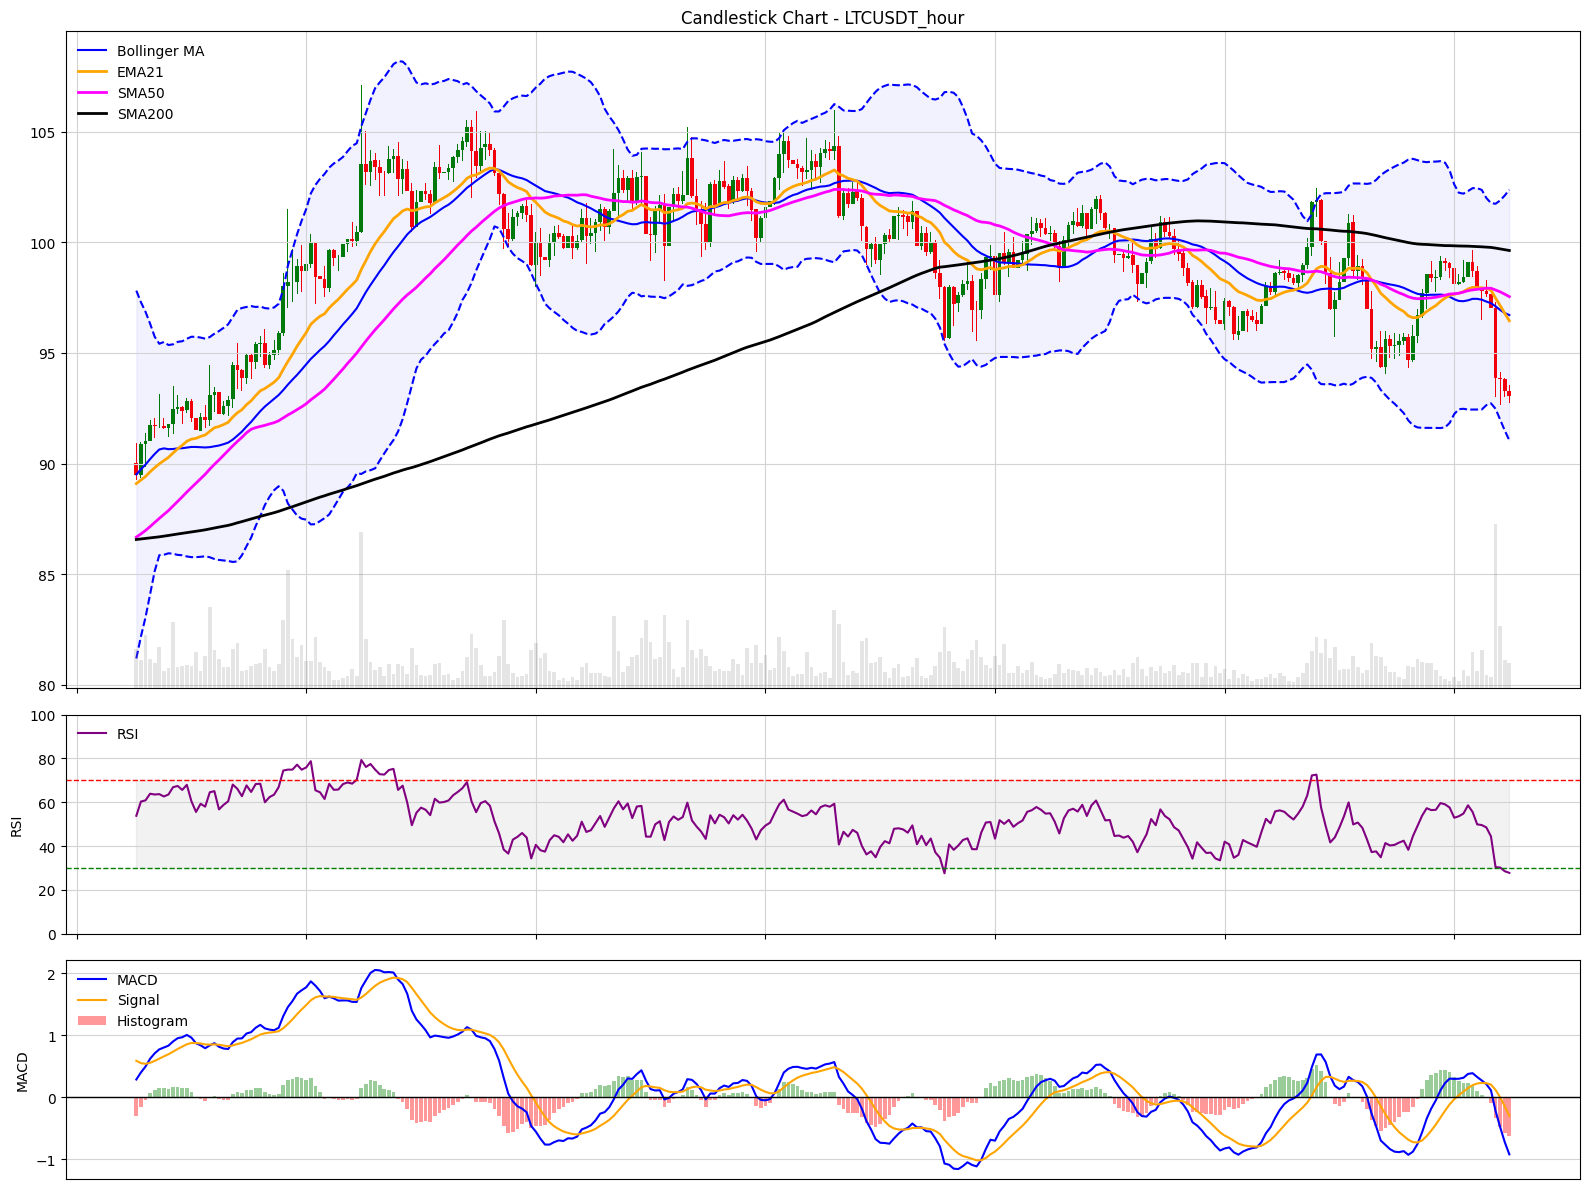 Candlestick Chart - LTCUSDT_hour
Bollinger MA
EMA21
SMA50
SMA200
105
100
95
90
85
80
RSI
100
80
60
40
20
0
RSI
MACD
Signal
Histogram
2
1
0
−1
MACD